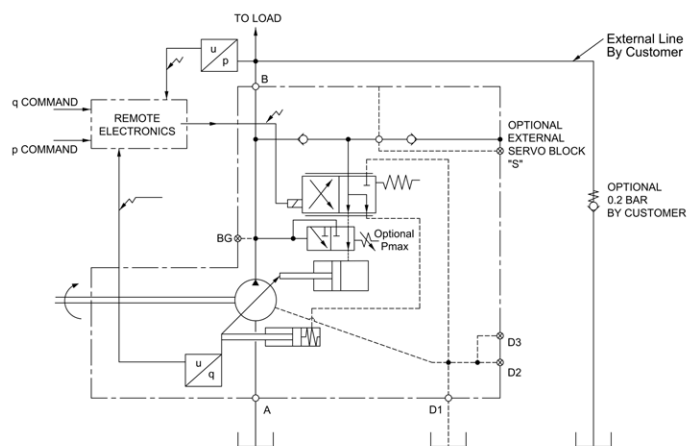 TO LOAD
u
p
External Line
By Customer
B
q COMMAND
REMOTE
ELECTRONICS
p COMMAND
OPTIONAL
EXTERNAL
SERVO BLOCK
"S"
OPTIONAL
0.2 BAR
BY CUSTOMER
BG
Optional
Pmax
D3
u
q
D2
A
D1